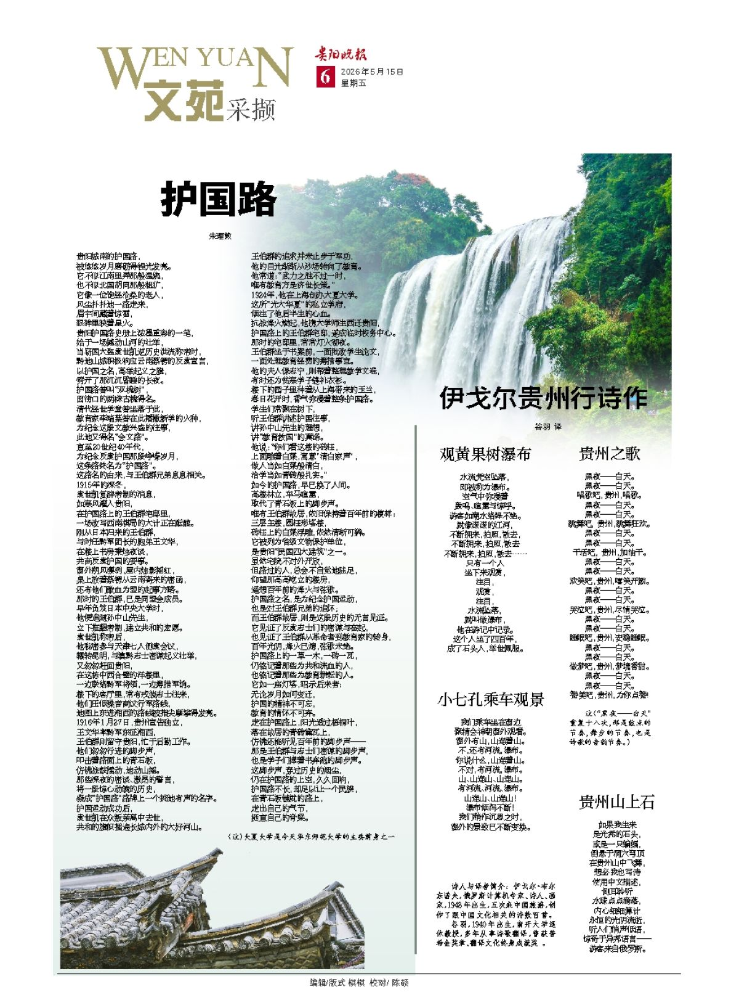 WEN YUAN
文苑采撷
贵阳晚报
6
2026年5月15日
星期五
护国路
朱理敦
贵阳城南的护国路，
被悠悠岁月磨砺得锃光发亮。
它不似江南里弄那般温婉，
也不似北国胡同那般粗犷，
它像一位饱经沧桑的老人，
风尘扑扑地一路走来，
眉宇间藏着惊雷，
眼眸里映着星火。
贵阳护国路史册上浓墨重彩的一笔，
始于一场撼动山河的壮举，
当窃国大盗袁世凯逆历史洪流称帝时，
黔地山城积极响应云南蔡锷的反袁宣言，
以护国之名，高举起义之旗，
劈开了那沉沉昏睡的长夜。
护国路曾叫“双槐树”，
因街口的两株古槐得名。
清代经世学堂曾坐落于此，
教育家李端棻曾在此播撒新学的火种，
为纪念这段文教兴盛的往事，
此地又得名“会文路”。
直至20世纪40年代，
为纪念反袁护国那段峥嵘岁月，
这条路终名为“护国路”。
这路名的由来，与王伯群兄弟息息相关。
1915年的深冬，
袁世凯复辟帝制的消息，
如寒风灌入贵阳，
在护国路上的王伯群宅邸里，
一场改写西南棋局的大计正在酝酿。
刚从日本归来的王伯群，
与时任黔军团长的胞弟王文华，
在楼上书房秉烛夜谈，
共商反袁护国的要事。
窗外朔风凛冽，屋内烛影摇红，
桌上放着蔡锷从云南寄来的密函，
还有他们歃血为盟的起事方略。
那时的王伯群，已是同盟会成员。
早年负笈日本中央大学时，
他便追随孙中山先生，
立下推翻帝制，建立共和的宏愿。
袁世凯称帝后，
他秘密参与天津七人倒袁会议，
辗转昆明，与滇黔志士密谋起义壮举，
又匆匆赶回贵阳，
在这栋中西合璧的洋楼里，
一边联络黔军将领，一边筹措军饷。
楼下的客厅里，常有戎装志士往来，
他们压低嗓音商议行军路线，
地图上东进湘西的路线被指尖摩挲得发亮。
1916年1月27日，贵州宣告独立，
王文华率黔军东征湘西，
王伯群则留守贵阳，忙于后勤工作。
他们匆匆行进的脚步声，
叩击着路面上的青石板，
仿佛战鼓擂动，地动山摇。
那些深夜的密谈、激昂的誓言，
将一段惊心动魄的历史，
凝成“护国路”路牌上一个掷地有声的名字。
护国运动成功后，
袁世凯在众叛亲离中去世，
共和的旗帜插遍长城内外的大好河山。
王伯群的追求并未止步于军功，
他的目光渐渐从沙场转向了教育。
他常道：“武力之胜不过一时，
唯有教育方是济世长策。”
1924年，他在上海创办大夏大学。
这所“光大华夏”的私立学府，
倾注了他后半生的心血。
抗战烽火燃起，他携大学师生西迁贵阳，
护国路上的王伯群宅邸，遂成临时校务中心。
那时的宅邸里，常常灯火彻夜。
王伯群坐于书案前，一面批改学生论文，
一面处理教育经费的筹措事宜。
他的夫人保志宁，则帮着整理教学文卷，
有时还为贫寒学子缝补衣衫。
楼下的园子里种着从上海带来的玉兰，
春日花开时，香气弥漫着整条护国路。
学生们常聚在树下，
听王伯群讲述护国往事，
讲孙中山先生的理想，
讲“教育救国”的真谛。
他说：“你们看这楼的砖柱，
上面雕着白菜，寓意‘清白家声’，
做人当如白菜般清白，
治学当如青砖般扎实。”
如今的护国路，早已换了人间。
高楼林立，车马喧嚣，
取代了青石板上的脚步声。
唯有王伯群故居，依旧保持着百年前的模样：
三层主楼，圆柱形塔楼，
砖柱上的白菜浮雕，依然清晰可辨。
它被列为省级文物保护单位，
是贵阳“民国四大建筑”之一。
虽然宅院不对外开放，
但路过的人，总会不自觉地驻足，
仰望那高高屹立的楼房，
遥想百年前的烽火与弦歌。
护国路之名，是为纪念护国运动，
也是对王伯群兄弟的追怀；
而王伯群故居，则是这段历史的无言见证。
它见证了反袁志士们的密谋与奋起，
也见证了王伯群从革命者到教育家的转身，
百年光阴，烽火已熄，弦歌未绝。
护国路上的一草一木，一砖一瓦，
仍铭记着那些为共和流血的人，
也铭记着那些为教育耕耘的人。
它如一座灯塔，昭示后来者：
无论岁月如何变迁，
护国的精神不可忘，
教育的情怀不可弃。
走在护国路上，阳光透过梧桐叶，
落在故居的青砖黛瓦上，
仿佛还能听见百年前的脚步声——
那是王伯群与志士们密谋的脚步声，
也是学子们捧着书奔跑的脚步声。
这脚步声，穿过历史的烟尘，
仍在护国路的上空，久久回响，
护国路不长，却足以让一个民族，
在青石板铺就的路上，
走出自己的气节，
挺直自己的脊梁。
（注）大夏大学是今天华东师范大学的主要前身之一
伊戈尔贵州行诗作
谷羽 译
观黄果树瀑布
水流凭空坠落，
即被称为瀑布。
空气中弥漫着
轰鸣、喧嚣与惊呼。
游客如潮水络绎不绝。
就像滚滚的江河，
不断拥来，拍照，散去，
不断拥来，拍照，散去
不断拥来，拍照，散去……
只有一个人
坐下来观赏，
注目，
观赏，
注目，
水流坠落，
就叫做瀑布，
他在游记中记录。
这个人坐了四百年，
成了石头人，举世佩服。
小七孔乘车观景
我们乘车坐在窗边
聚精会神朝窗外观看。
窗外有山，山连着山。
不，还有河流，瀑布。
你说什么，山连着山。
不对，有河流，瀑布。
山、山连山、山连山。
有河流、河流、瀑布。
山连山、山连山！
瀑布倾泻不断！
我们稍作沉思之时，
窗外的景致已不断变换。
诗人与译者简介：伊戈尔·布尔
东诺夫，俄罗斯计算机专家、诗人、画
家，1948年出生，五次来中国旅游，创
作了跟中国文化相关的诗数百首。
谷羽，1940年出生，南开大学退
休教授，多年从事诗歌翻译，曾获普
希金奖章、翻译文化终身成就奖。
贵州之歌
黑夜——白天。
黑夜——白天。
唱歌吧，贵州，唱歌。
黑夜——白天。
黑夜——白天。
跳舞吧，贵州，跳舞狂欢。
黑夜——白天。
黑夜——白天。
干活吧，贵州，加油干。
黑夜——白天。
黑夜——白天。
欢笑吧，贵州，嘻笑开颜。
黑夜——白天。
黑夜——白天。
哭泣吧，贵州，尽情哭泣。
黑夜——白天。
黑夜——白天。
睡眠吧，贵州，安稳睡眠。
黑夜——白天。
黑夜——白天。
做梦吧，贵州，梦境香甜。
黑夜——白天。
黑夜——白天。
赞美吧，贵州，为你点赞！
注（“黑夜——白天”
重复十八次，那是鼓点的
节奏，舞步的节奏，也是
诗歌的音韵节奏。）
贵州山上石
如果我生来
是光秃的石头，
或是一只蝙蝠，
倒悬于洞穴穹顶
在贵州山中飞舞，
想必我也写诗
使用中文描述，
侧耳聆听
水珠点点滴落，
内心细细算计
永恒的光阴流逝，
听人们悄声低语，
惊奇于异邦语言——
游客来自俄罗斯。
编辑/版式 棋棋 校对/ 陈硕